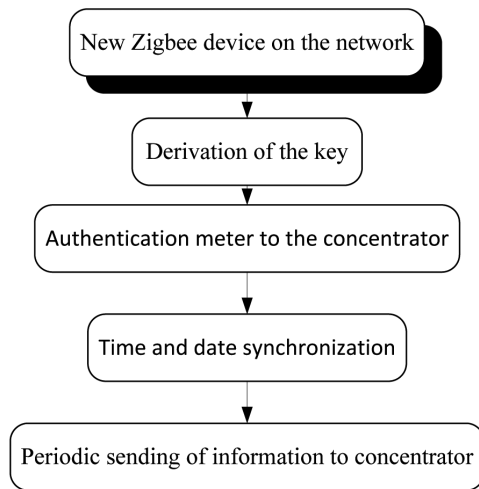 New Zigbee device on the network
Derivation of the key
Authentication meter to the concentrator
Time and date synchronization
Periodic sending of information to concentrator